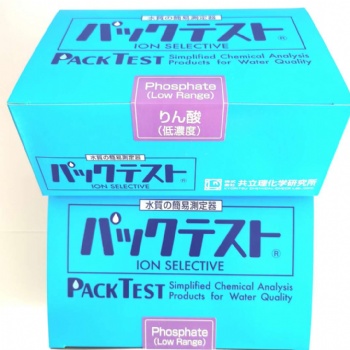 水質の簡易測定器
パックテスト®
ION SELECTIVE
PACKTEST Simplified Chemical Analysis
Products for Water Quality
Phosphate
(Low Range)
りん酸
(低濃度)
水質の簡易測定器
パックテスト®
ION SELECTIVE
共立理化学研究所
水質の簡易測定器
パックテスト®
ION SELECTIVE
PACKTEST Simplified Chemical Analysis
Products for Water Quality
Phosphate
(Low Range)